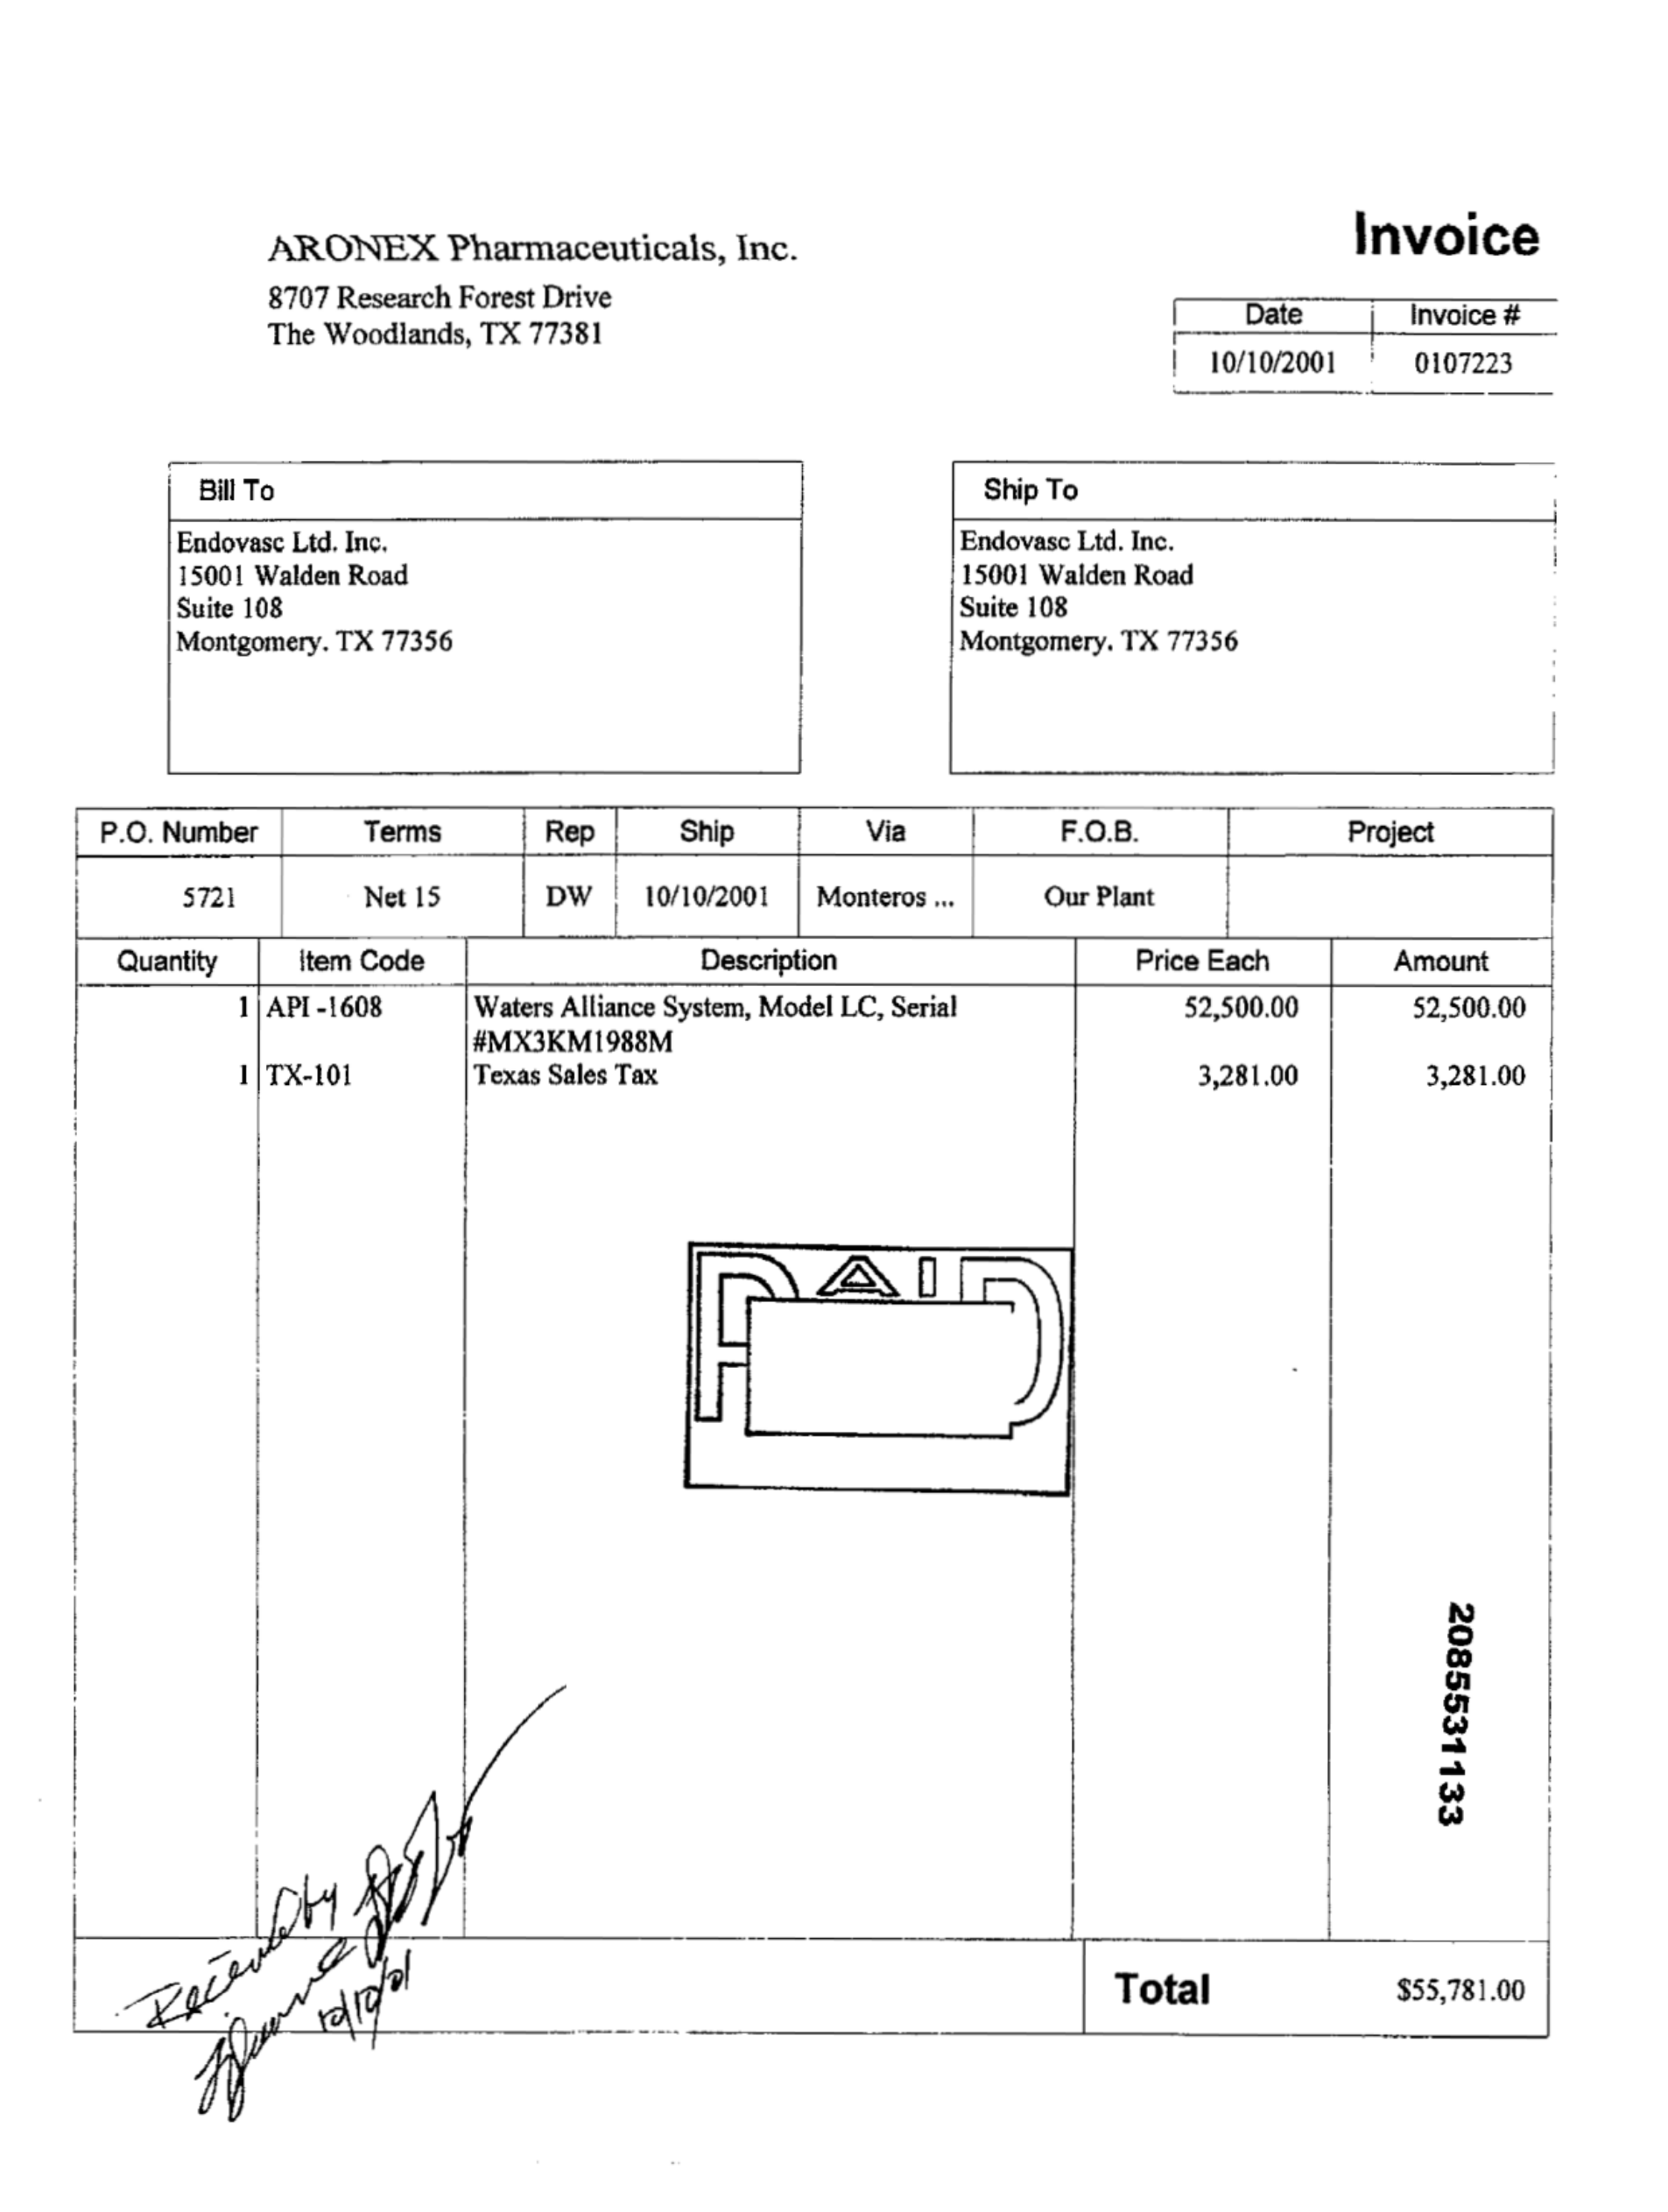 Invoice
ARONEX Pharmaceuticals, Inc.
8707 Research Forest Drive
The Woodlands, TX 77381
Date Invoice #
10/10/2001 0107223
Bill To
Endovasc Ltd. Inc.
15001 Walden Road
Suite 108
Montgomery. TX 77356
Ship To
Endovasc Ltd. Inc.
15001 Walden Road
Suite 108
Montgomery. TX 77356
P.O. Number Terms Rep Ship Via F.O.B. Project
5721 Net 15 DW 10/10/2001 Monteros ... Our Plant
Quantity Item Code Description Price Each Amount
1 API -1608 Waters Alliance System, Model LC, Serial 52,500.00 52,500.00
#MX3KM1988M
1 TX-101 Texas Sales Tax 3,281.00 3,281.00
PAID
2085531133
Received by
10/10/01
Total $55,781.00